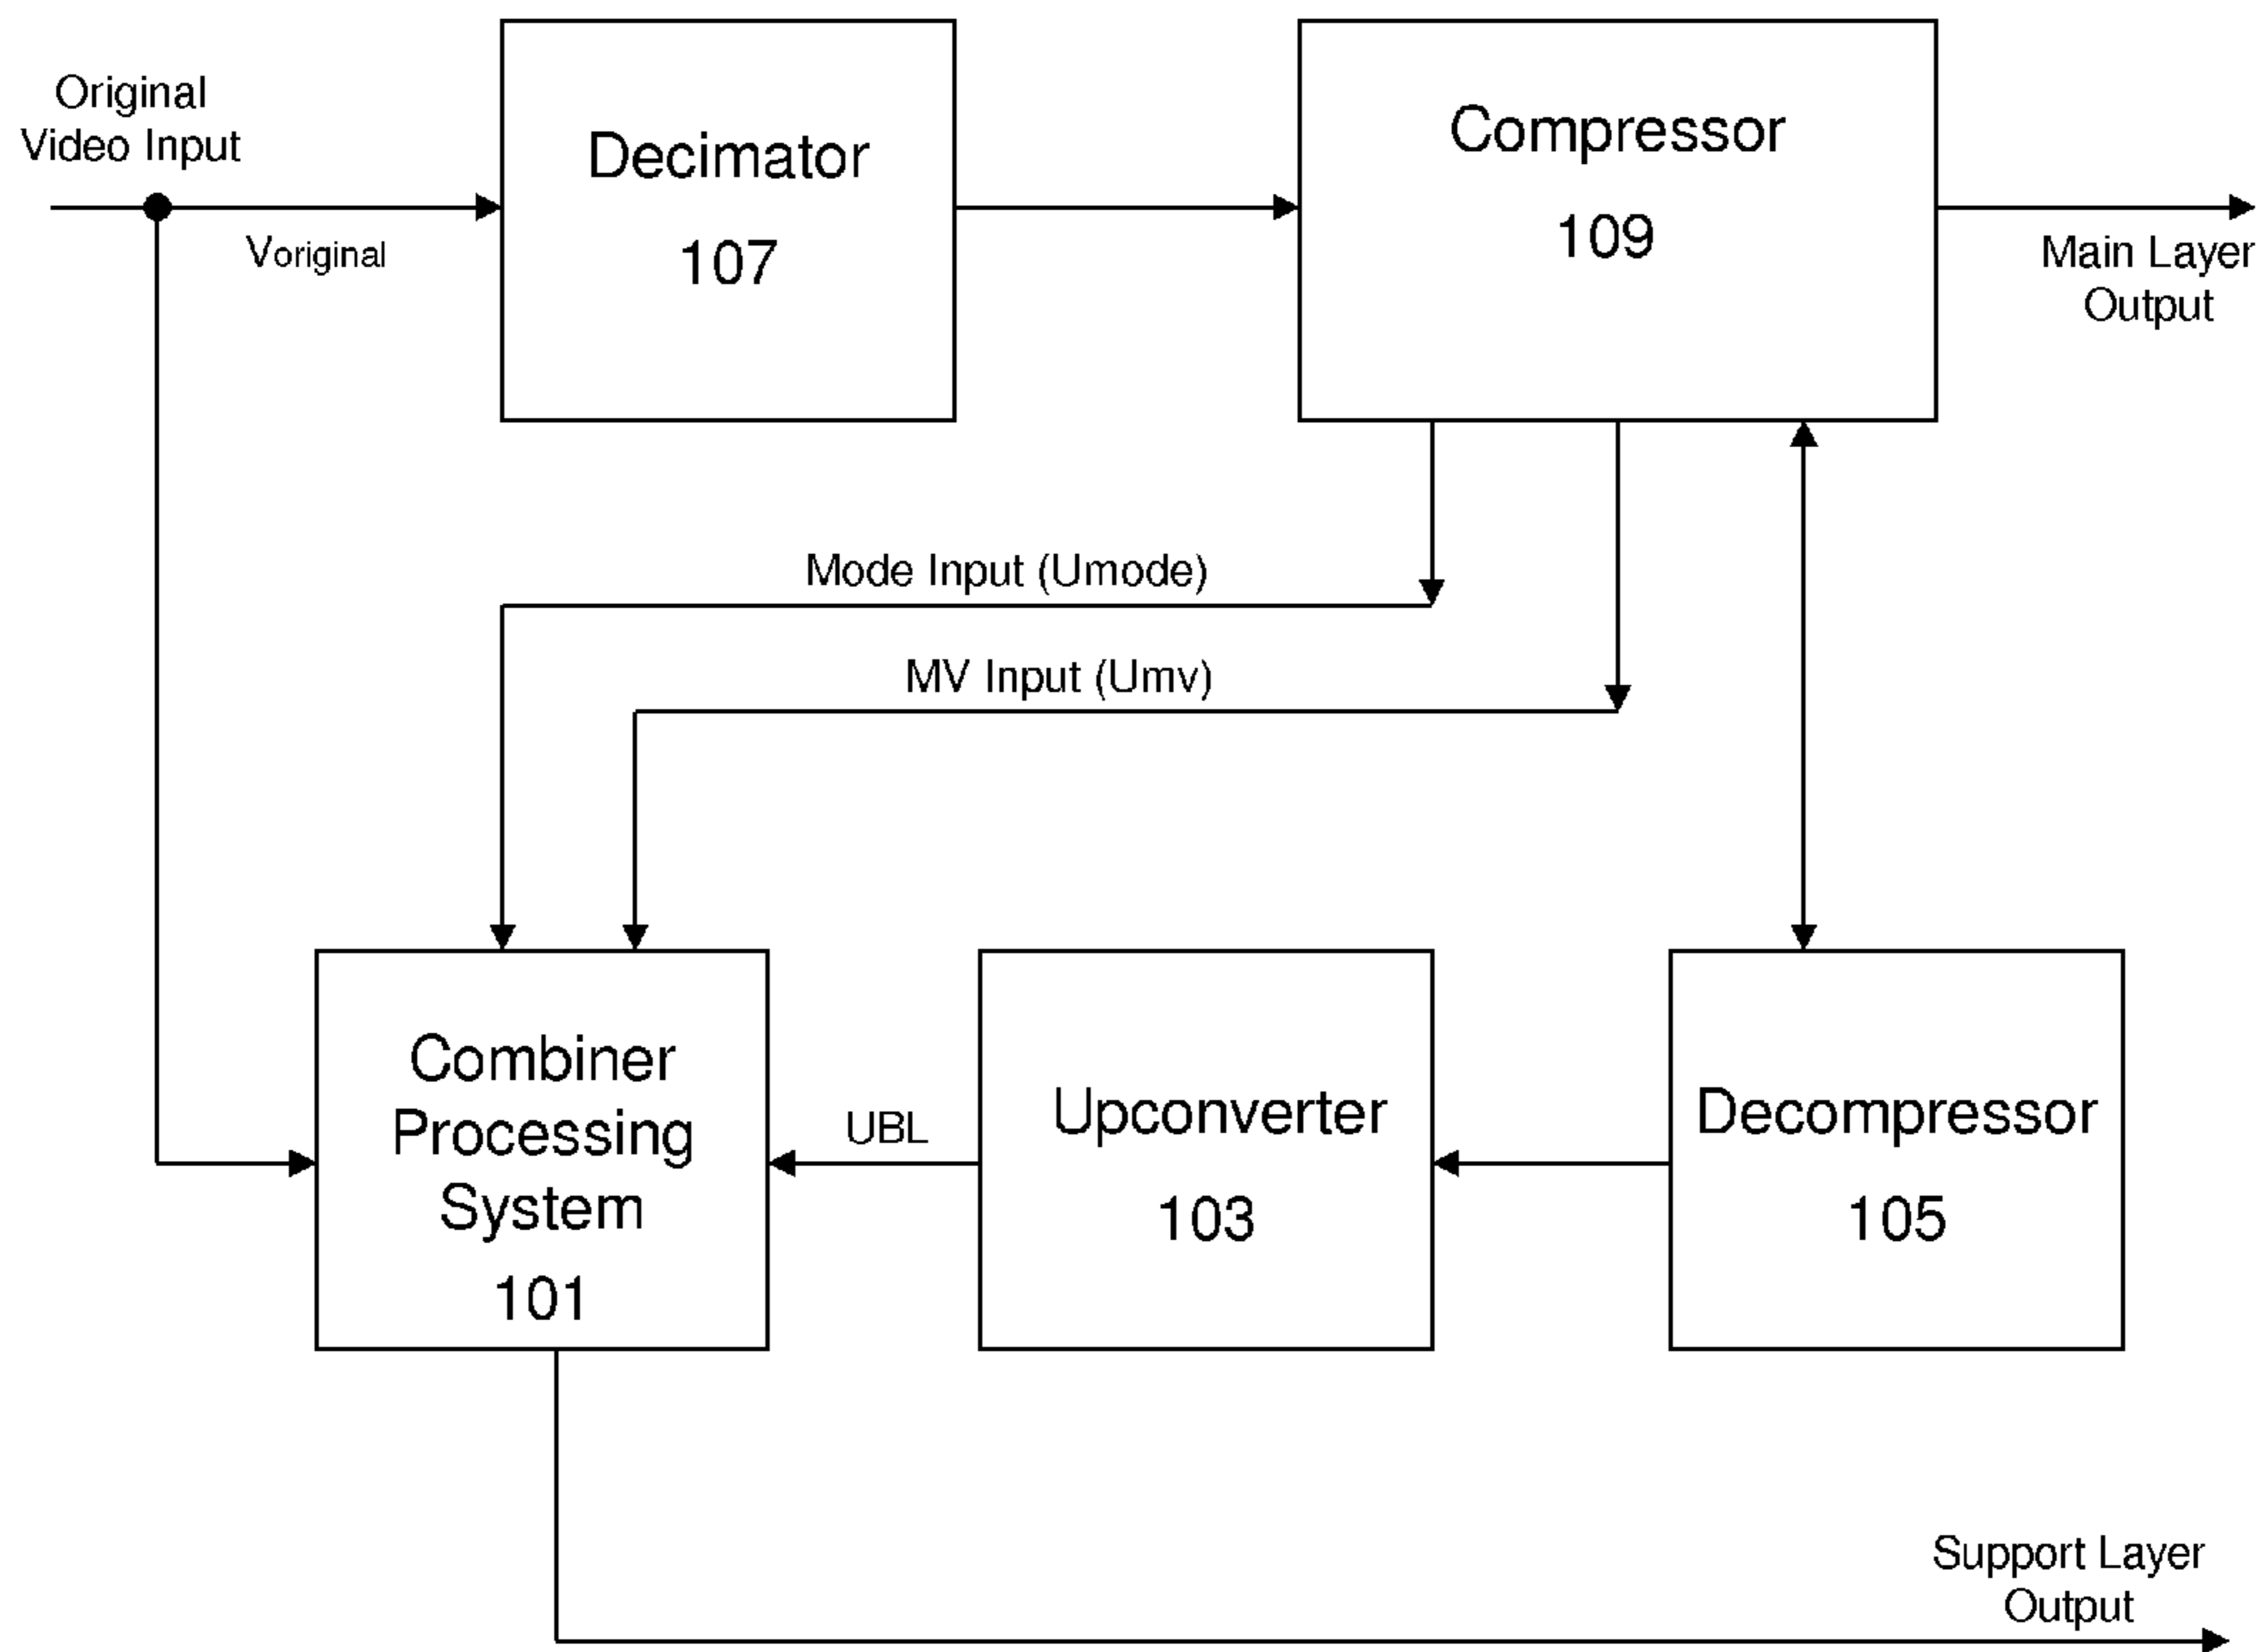 Original
Video Input
Voriginal
Decimator
107
Compressor
109
Main Layer
Output
Mode Input (Umode)
MV Input (Umv)
Combiner
Processing
System
101
UBL
Upconverter
103
Decompressor
105
Support Layer
Output